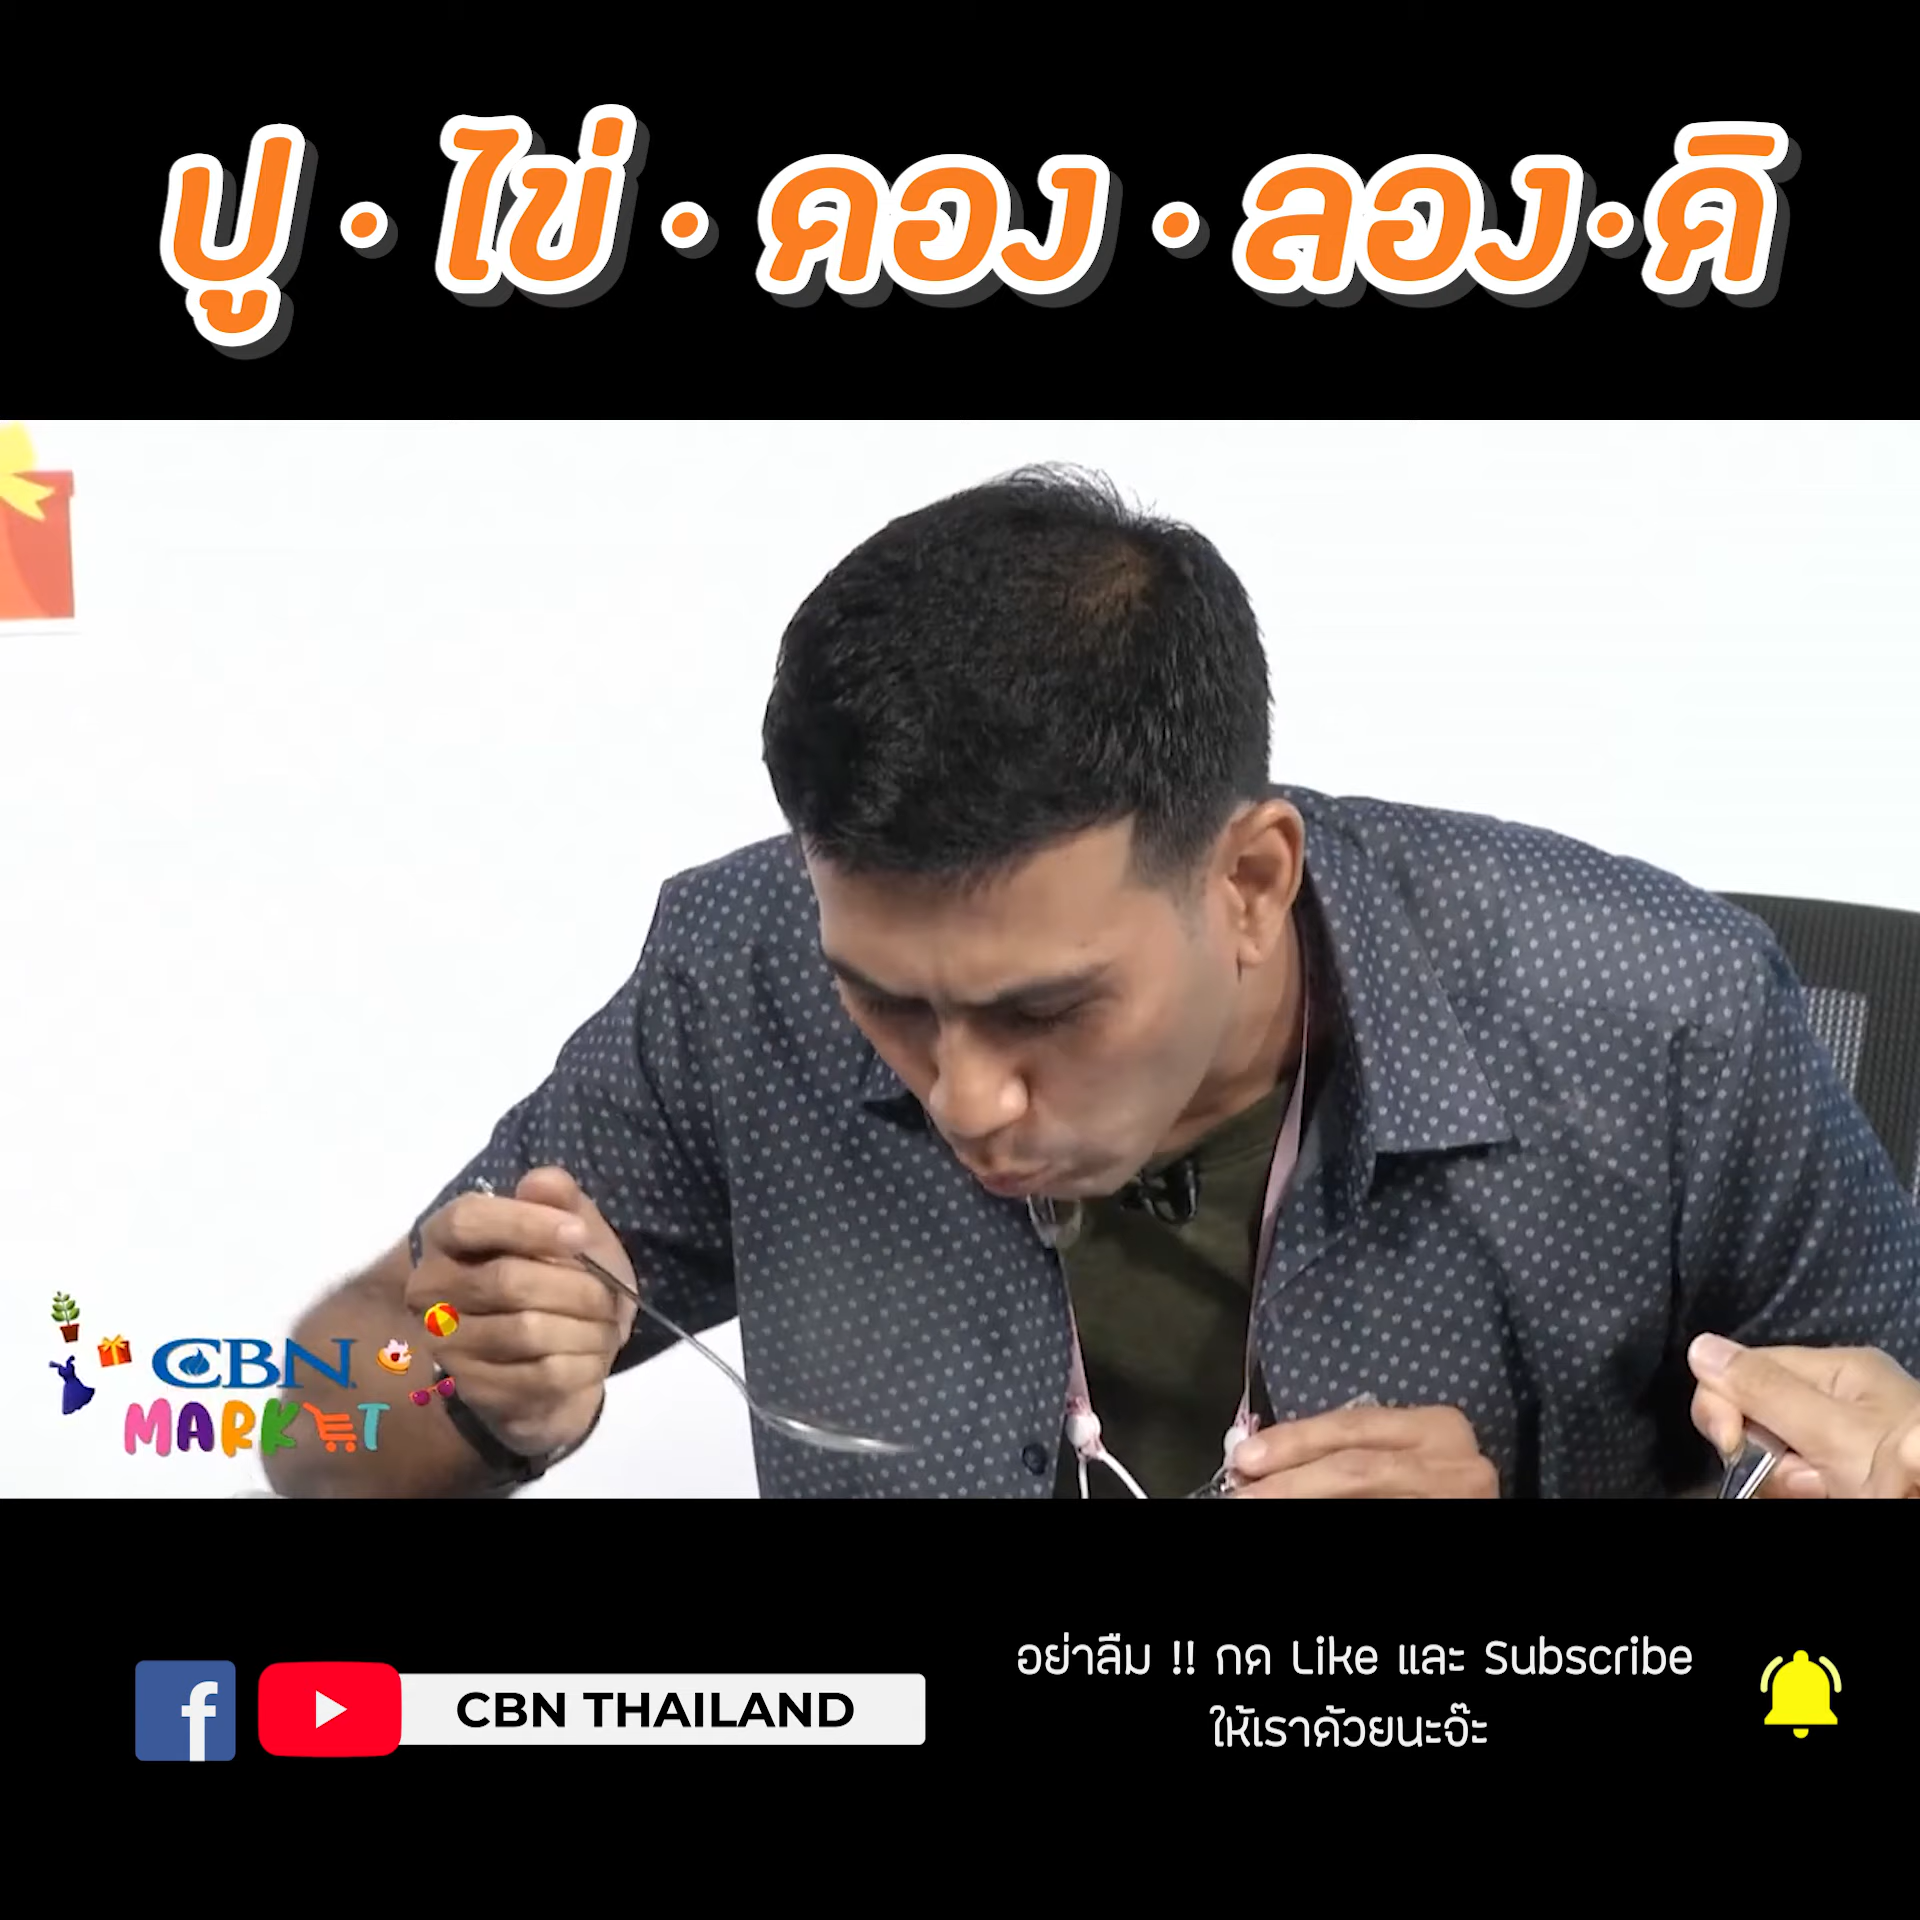 ปู · ไข่ · ดอง · ลอง · ดิ
CBN
MARKET
f
CBN THAILAND
อย่าลืม !! กด Like และ Subscribe
ให้เราด้วยนะจ๊ะ